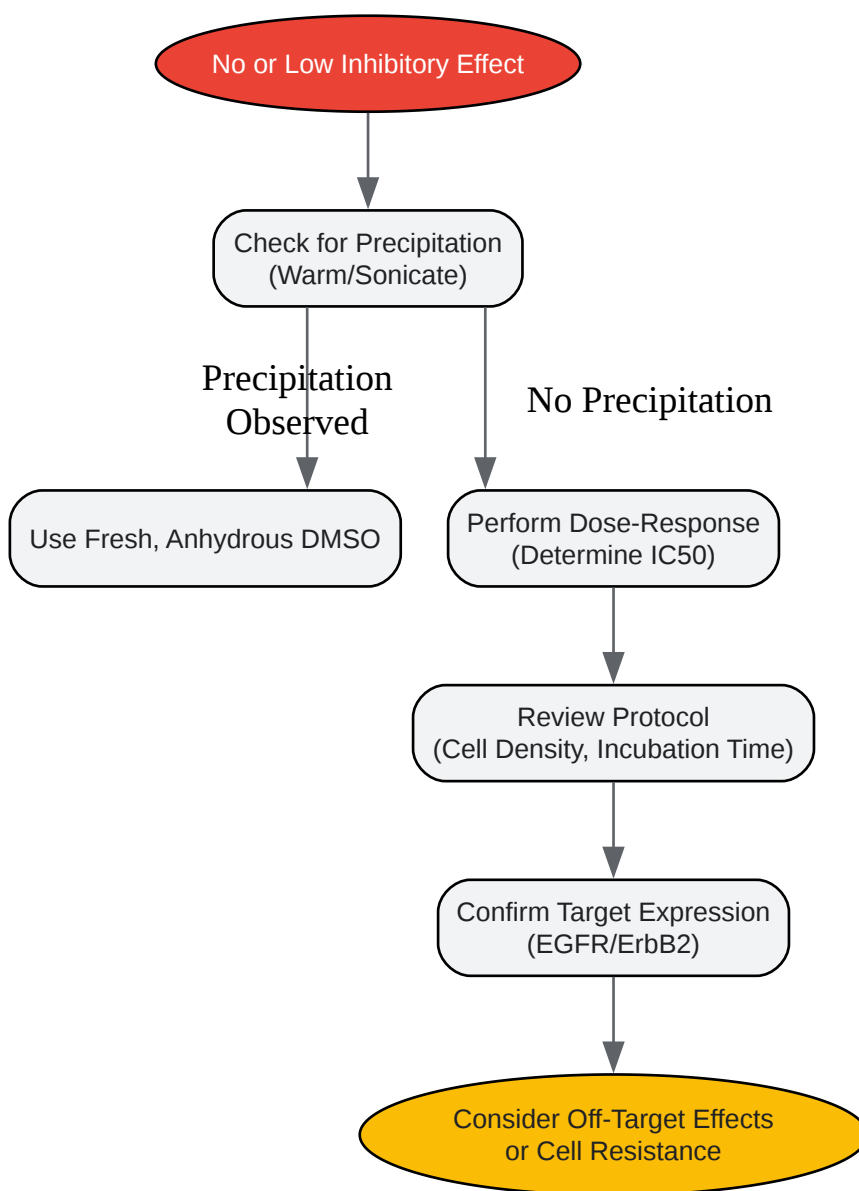 No or Low Inhibitory Effect
Check for Precipitation
(Warm/Sonicate)
Precipitation
Observed
No Precipitation
Use Fresh, Anhydrous DMSO
Perform Dose-Response
(Determine IC50)
Review Protocol
(Cell Density, Incubation Time)
Confirm Target Expression
(EGFR/ErbB2)
Consider Off-Target Effects
or Cell Resistance